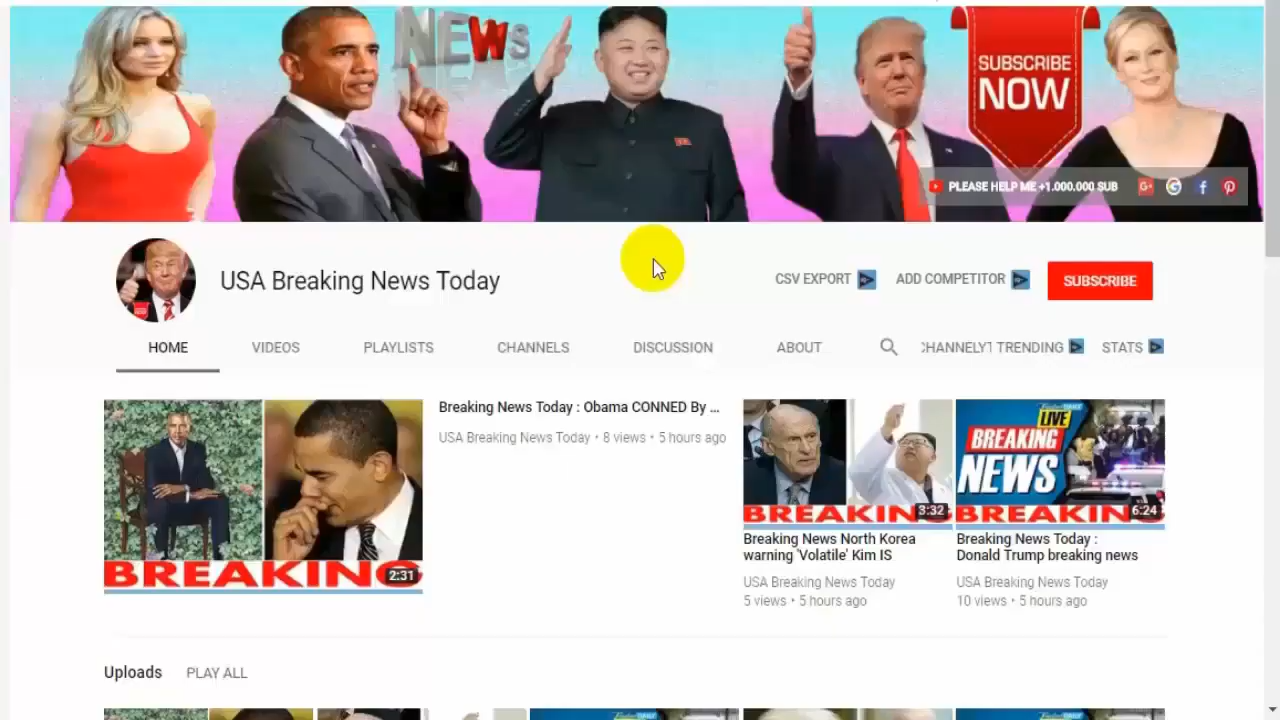 NEWS
SUBSCRIBE
NOW
PLEASE HELP ME +1.000.000 SUB
USA Breaking News Today
CSV EXPORT
ADD COMPETITOR
SUBSCRIBE
HOME
VIDEOS
PLAYLISTS
CHANNELS
DISCUSSION
ABOUT
CHANNELYT TRENDING
STATS
Breaking News Today : Obama CONNED By ...
USA Breaking News Today • 8 views • 5 hours ago
BREAKING
2:31
BREAKIN
3:32
Breaking News North Korea
warning 'Volatile' Kim IS
USA Breaking News Today
5 views • 5 hours ago
LIVE
BREAKING
NEWS
BREAKIN
6:24
Breaking News Today :
Donald Trump breaking news
USA Breaking News Today
10 views • 5 hours ago
Uploads
PLAY ALL